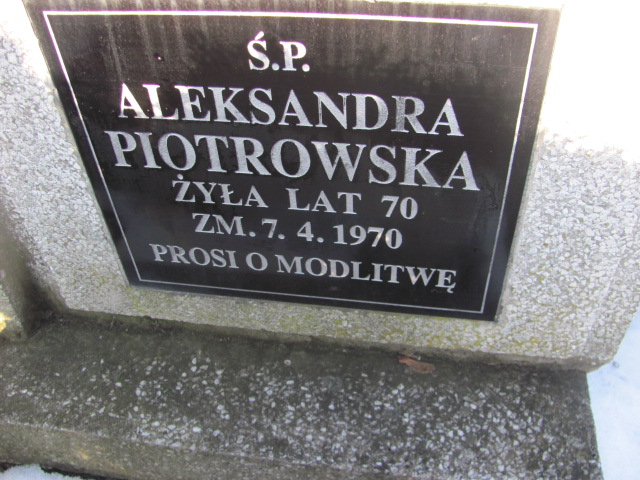 Ś.P.
ALEKSANDRA
PIOTROWSKA
ŻYŁA LAT 70
ZM. 7. 4. 1970
PROSI O MODLITWĘ